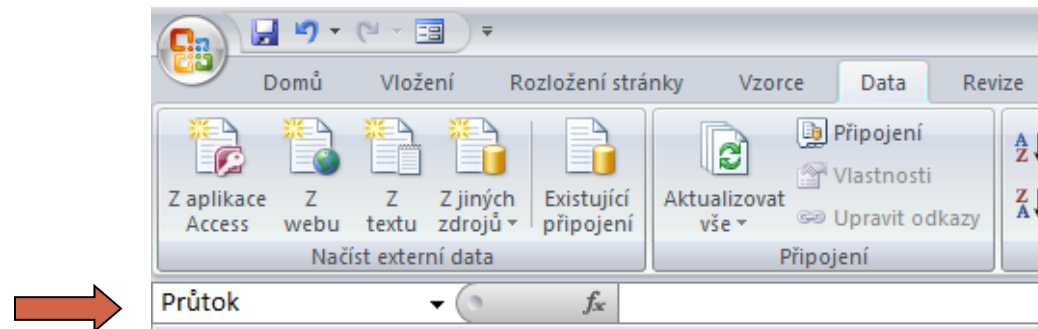 Domů Vložení Rozložení stránky Vzorce Data Revize
Z aplikace Access
Z webu
Z textu
Z jiných zdrojů
Existující připojení
Načíst externí data
Aktualizovat vše
Připojení
Vlastnosti
Upravit odkazy
Připojení
A
Z
Z
A
Průtok
fx